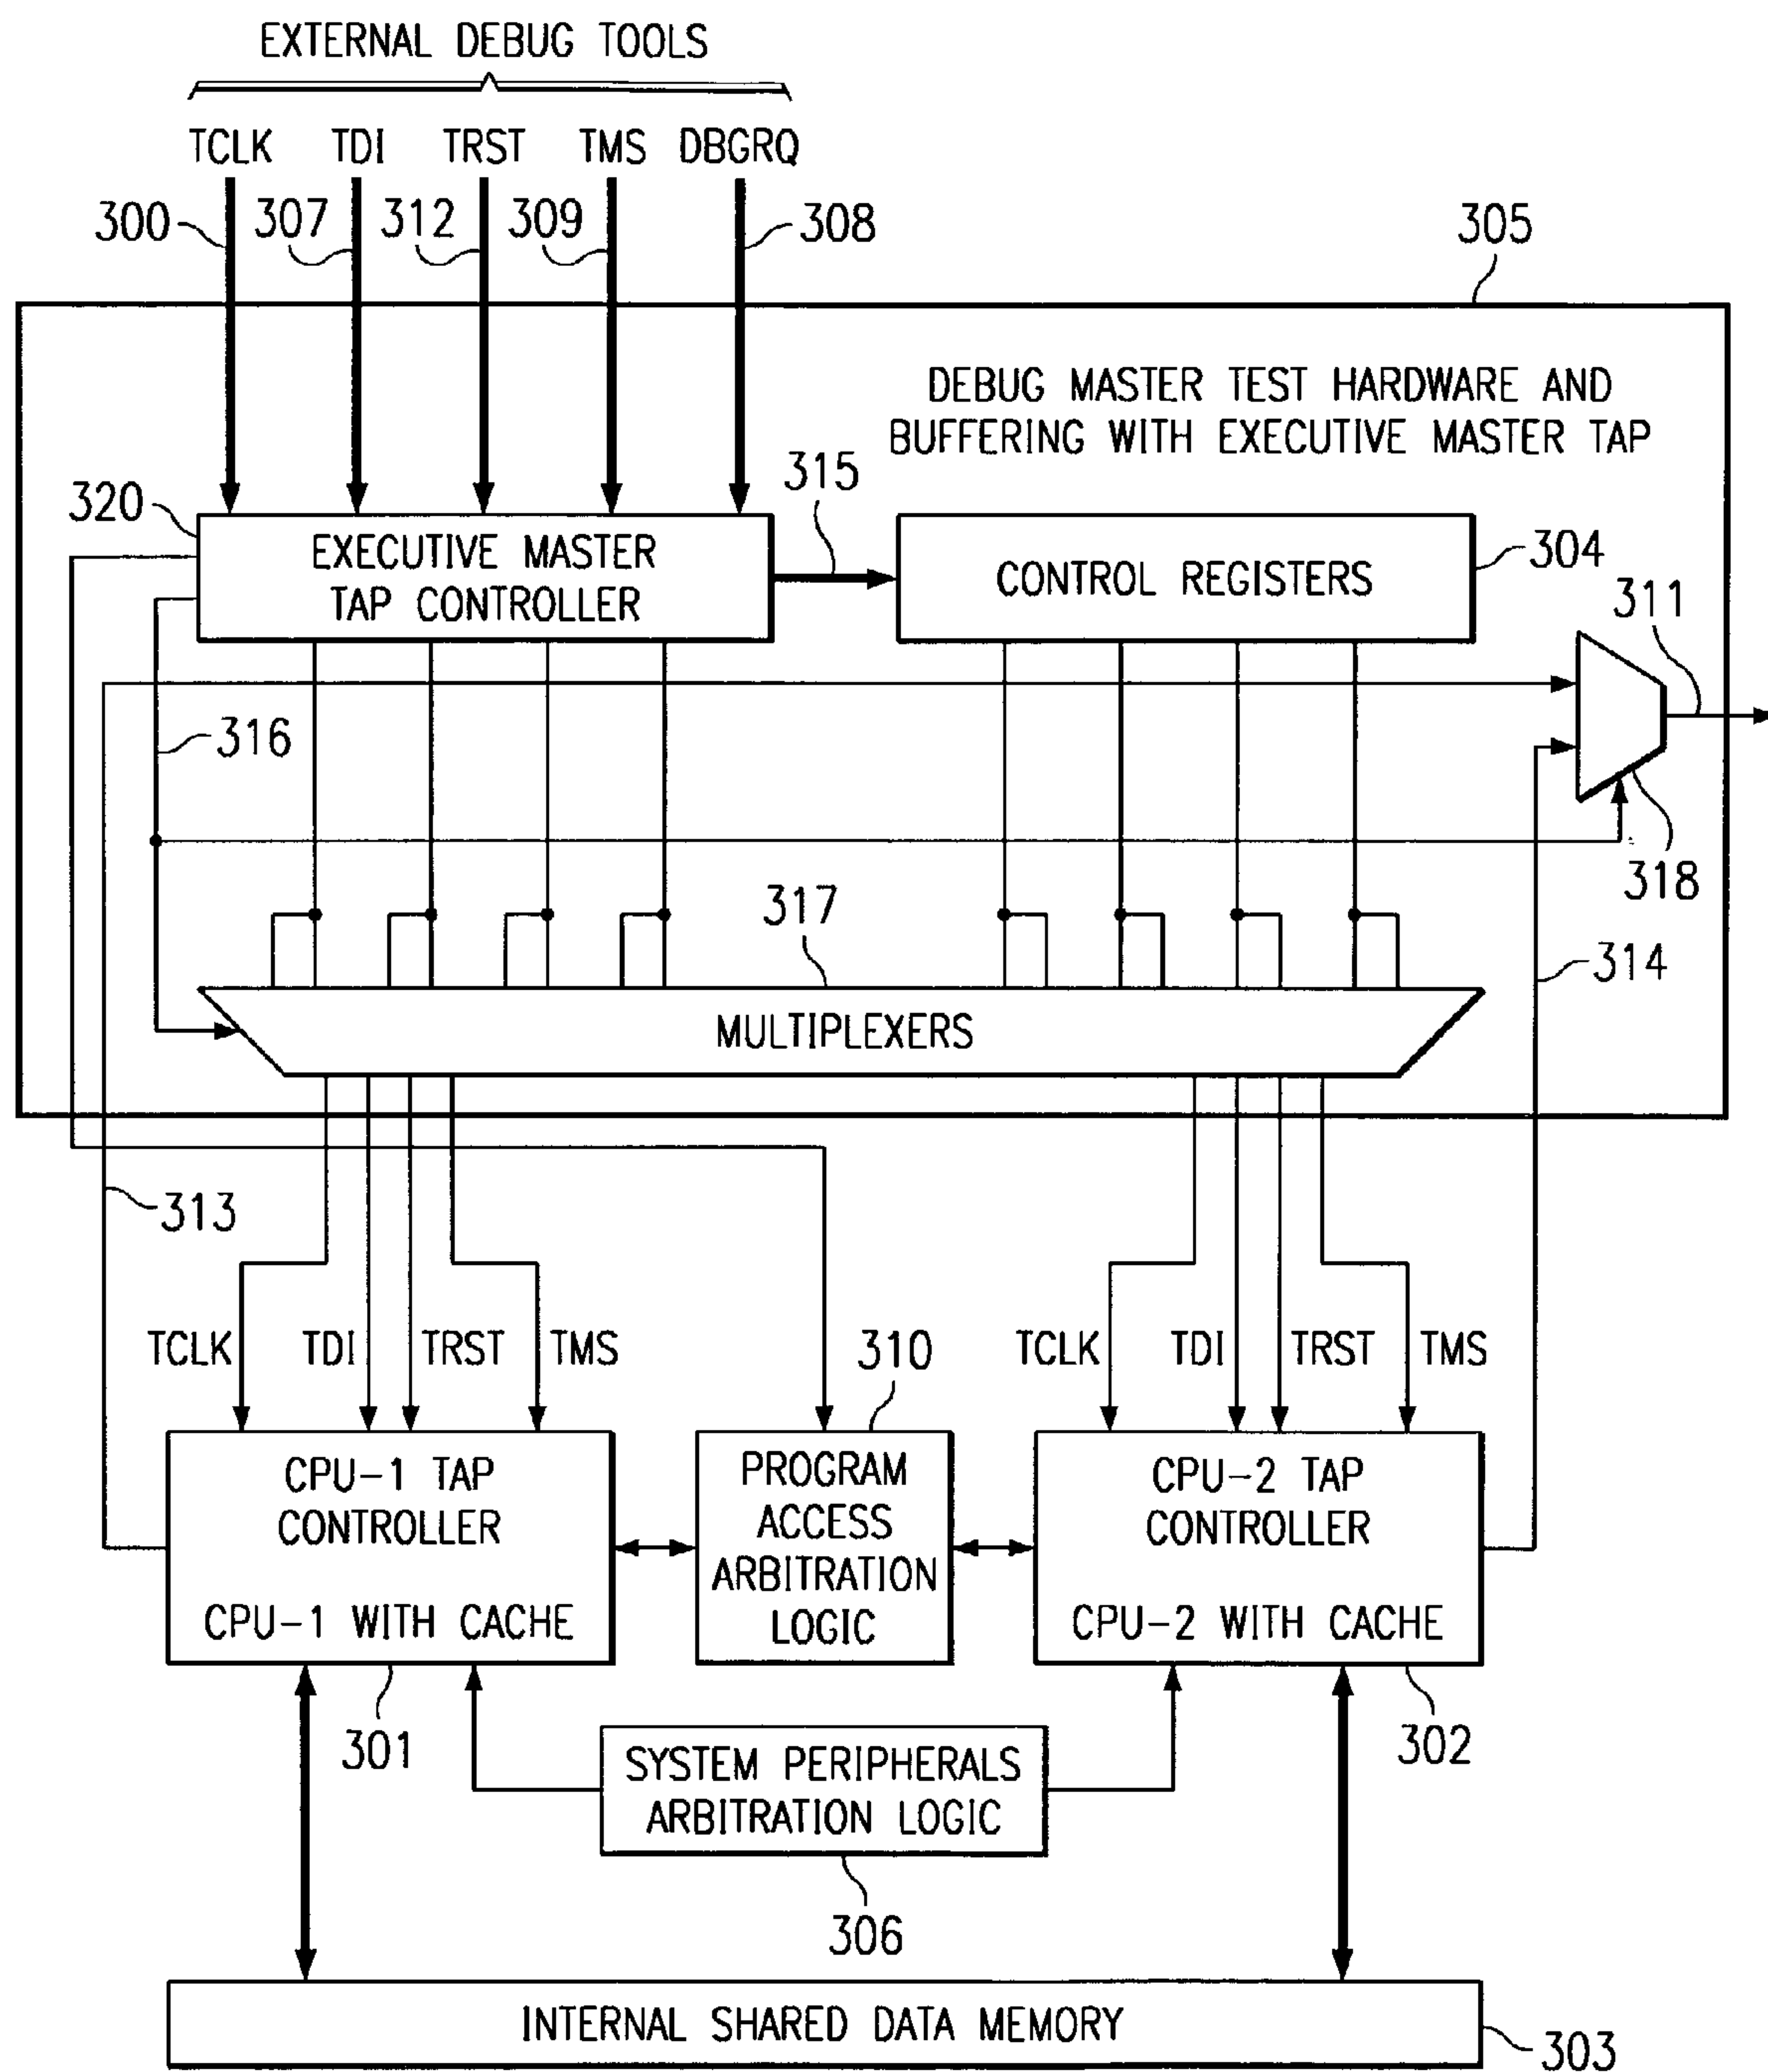 EXTERNAL DEBUG TOOLS
TCLK TDI TRST TMS DBGRQ
300 307 312 309 308
305
DEBUG MASTER TEST HARDWARE AND
BUFFERING WITH EXECUTIVE MASTER TAP
320
315
EXECUTIVE MASTER
TAP CONTROLLER
CONTROL REGISTERS
304
311
316
318
317
314
MULTIPLEXERS
313
TCLK TDI TRST TMS
310
TCLK TDI TRST TMS
CPU-1 TAP
CONTROLLER
CPU-1 WITH CACHE
PROGRAM
ACCESS
ARBITRATION
LOGIC
CPU-2 TAP
CONTROLLER
CPU-2 WITH CACHE
301
302
SYSTEM PERIPHERALS
ARBITRATION LOGIC
306
INTERNAL SHARED DATA MEMORY
303